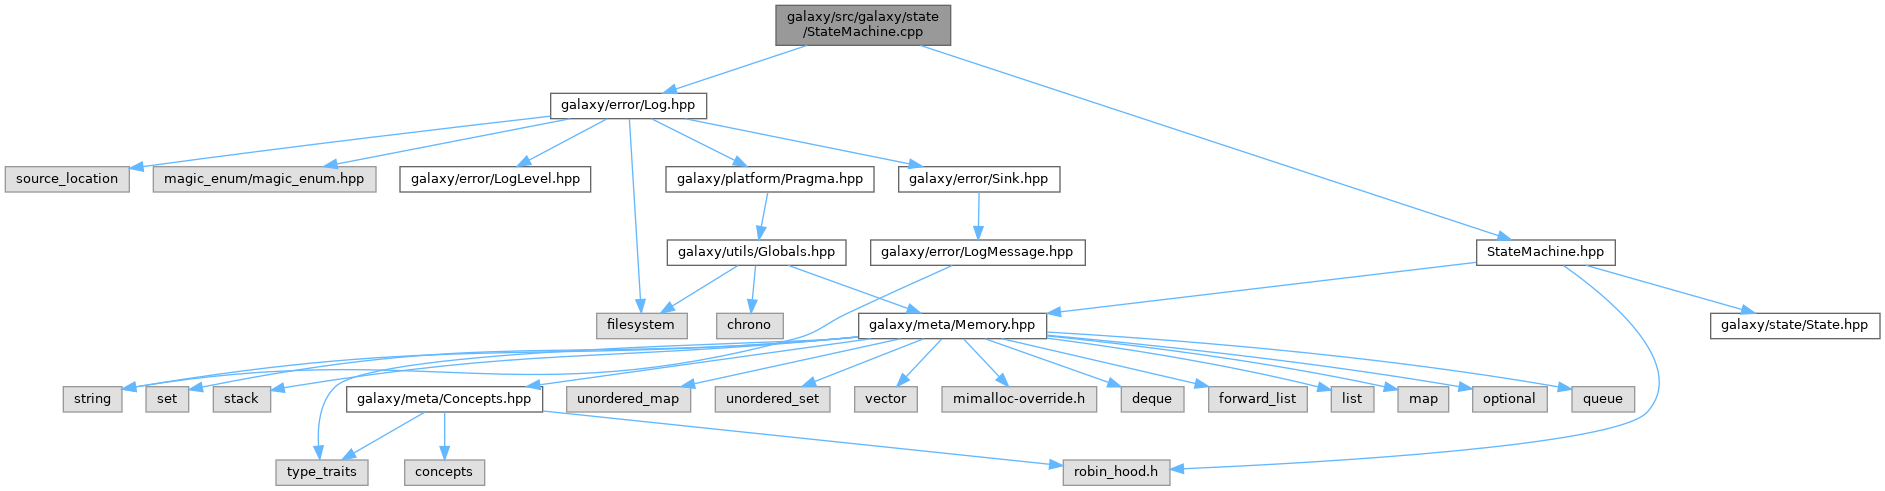 galaxy/src/galaxy/state
/StateMachine.cpp
galaxy/error/Log.hpp
source_location
magic_enum/magic_enum.hpp
galaxy/error/LogLevel.hpp
galaxy/platform/Pragma.hpp
galaxy/error/Sink.hpp
galaxy/utils/Globals.hpp
galaxy/error/LogMessage.hpp
StateMachine.hpp
filesystem
chrono
galaxy/meta/Memory.hpp
galaxy/state/State.hpp
string
set
stack
galaxy/meta/Concepts.hpp
unordered_map
unordered_set
vector
mimalloc-override.h
deque
forward_list
list
map
optional
queue
type_traits
concepts
robin_hood.h